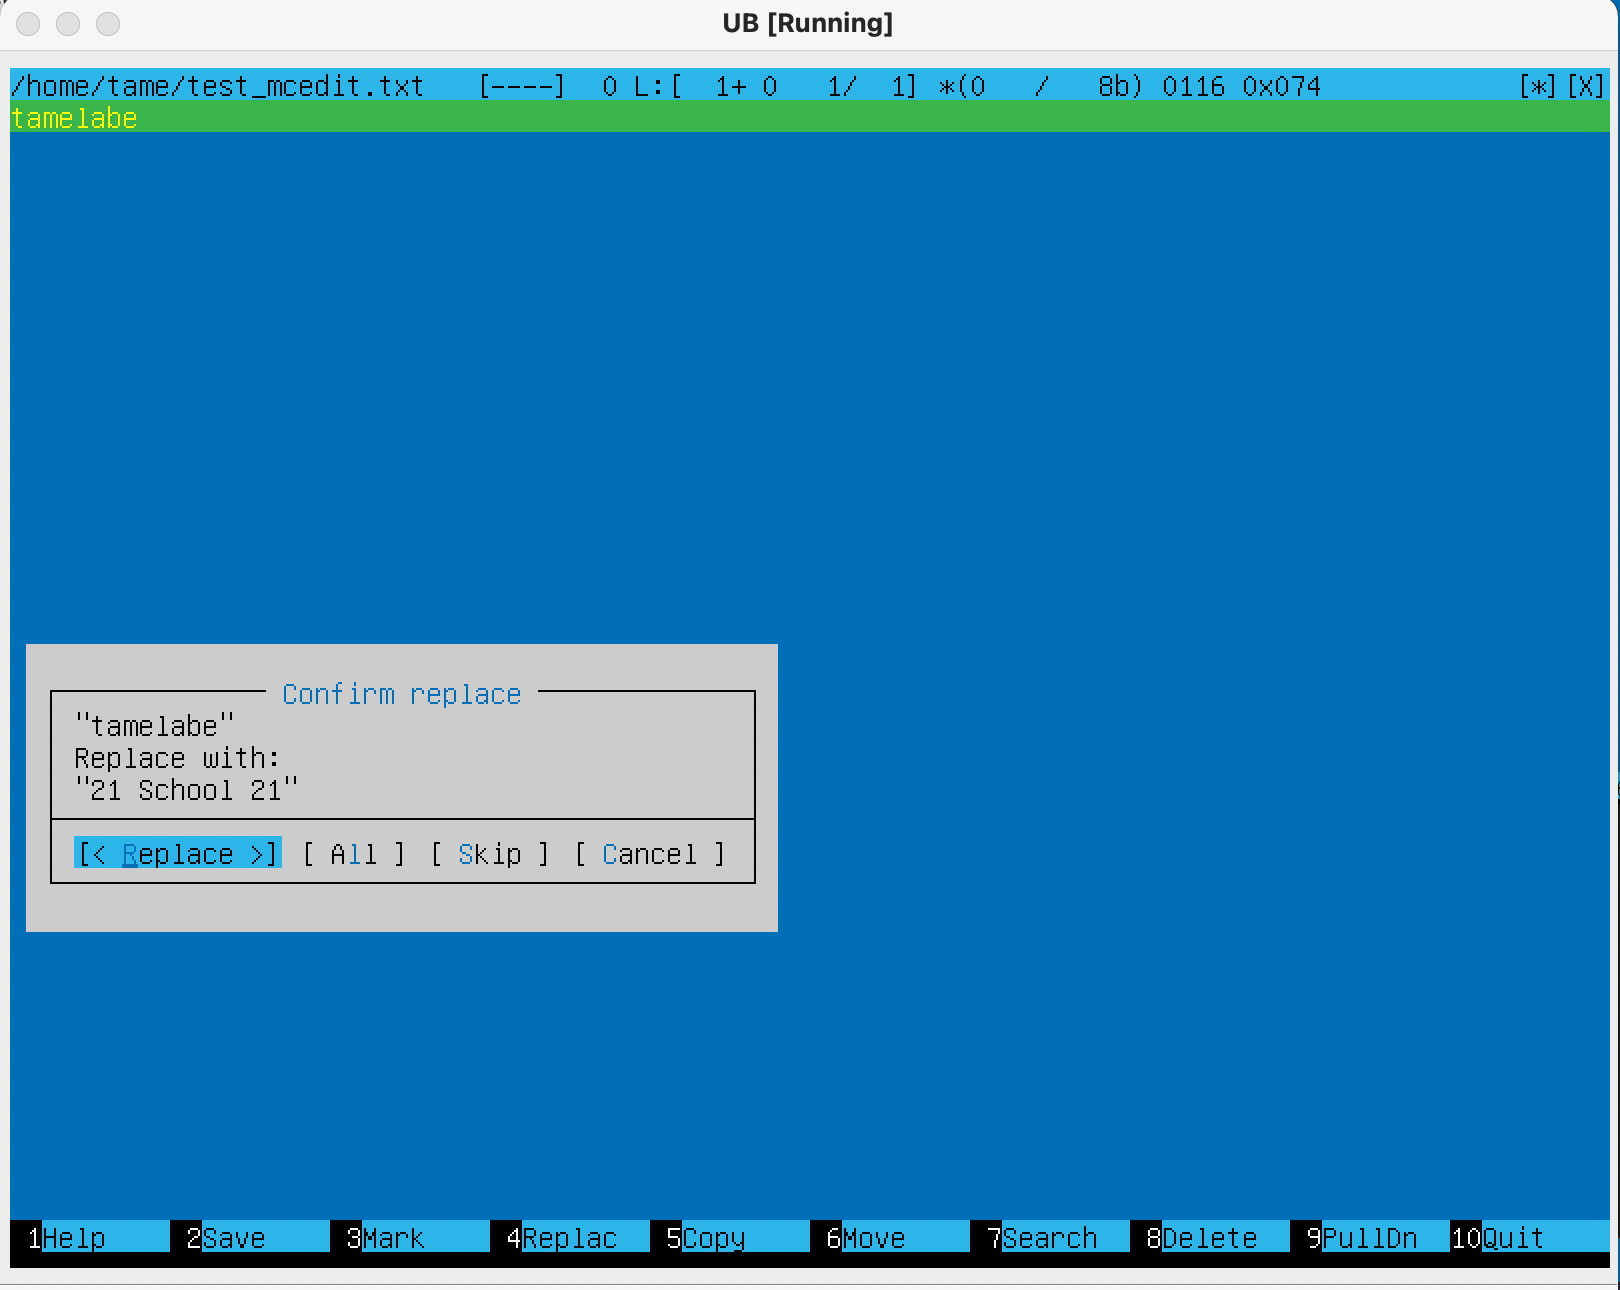 UB [Running]
/home/tame/test_mcedit.txt [----] 0 L:[ 1+ 0 1/ 1] *(0 / 8b) 0116 0x074 [*][X]
tamelabe
Confirm replace
"tamelabe"
Replace with:
"21 School 21"
[< Replace >] [ All ] [ Skip ] [ Cancel ]
1Help 2Save 3Mark 4Replac 5Copy 6Move 7Search 8Delete 9PullDn 10Quit